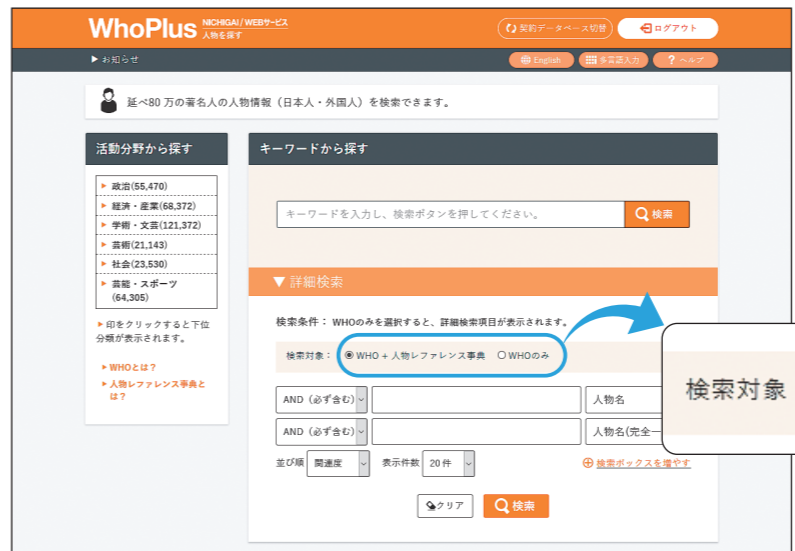 WhoPlus NICHIGAI/WEBサービス
人物を探す
契約データベース切替
ログアウト
▶お知らせ
English
多言語入力
? ヘルプ
延べ80 万の著名人の人物情報（日本人・外国人）を検索できます。
活動分野から探す
▶ 政治(55,470)
▶ 経済・産業(68,372)
▶ 学術・文芸(121,372)
▶ 芸術(21,143)
▶ 社会(23,530)
▶ 芸能・スポーツ
(64,305)
▶印をクリックすると下位
分類が表示されます。
▶WHOとは？
▶人物レファレンス事典と
は？
キーワードから探す
キーワードを入力し、検索ボタンを押してください。
検索
▼詳細検索
検索条件： WHOのみを選択すると、詳細検索項目が表示されます。
検索対象： WHO + 人物レファレンス事典 WHOのみ
AND（必ず含む） 人物名
AND（必ず含む） 人物名(完全一
並び順 関連度 表示件数 20 件
検索ボックスを増やす
クリア
検索
検索対象